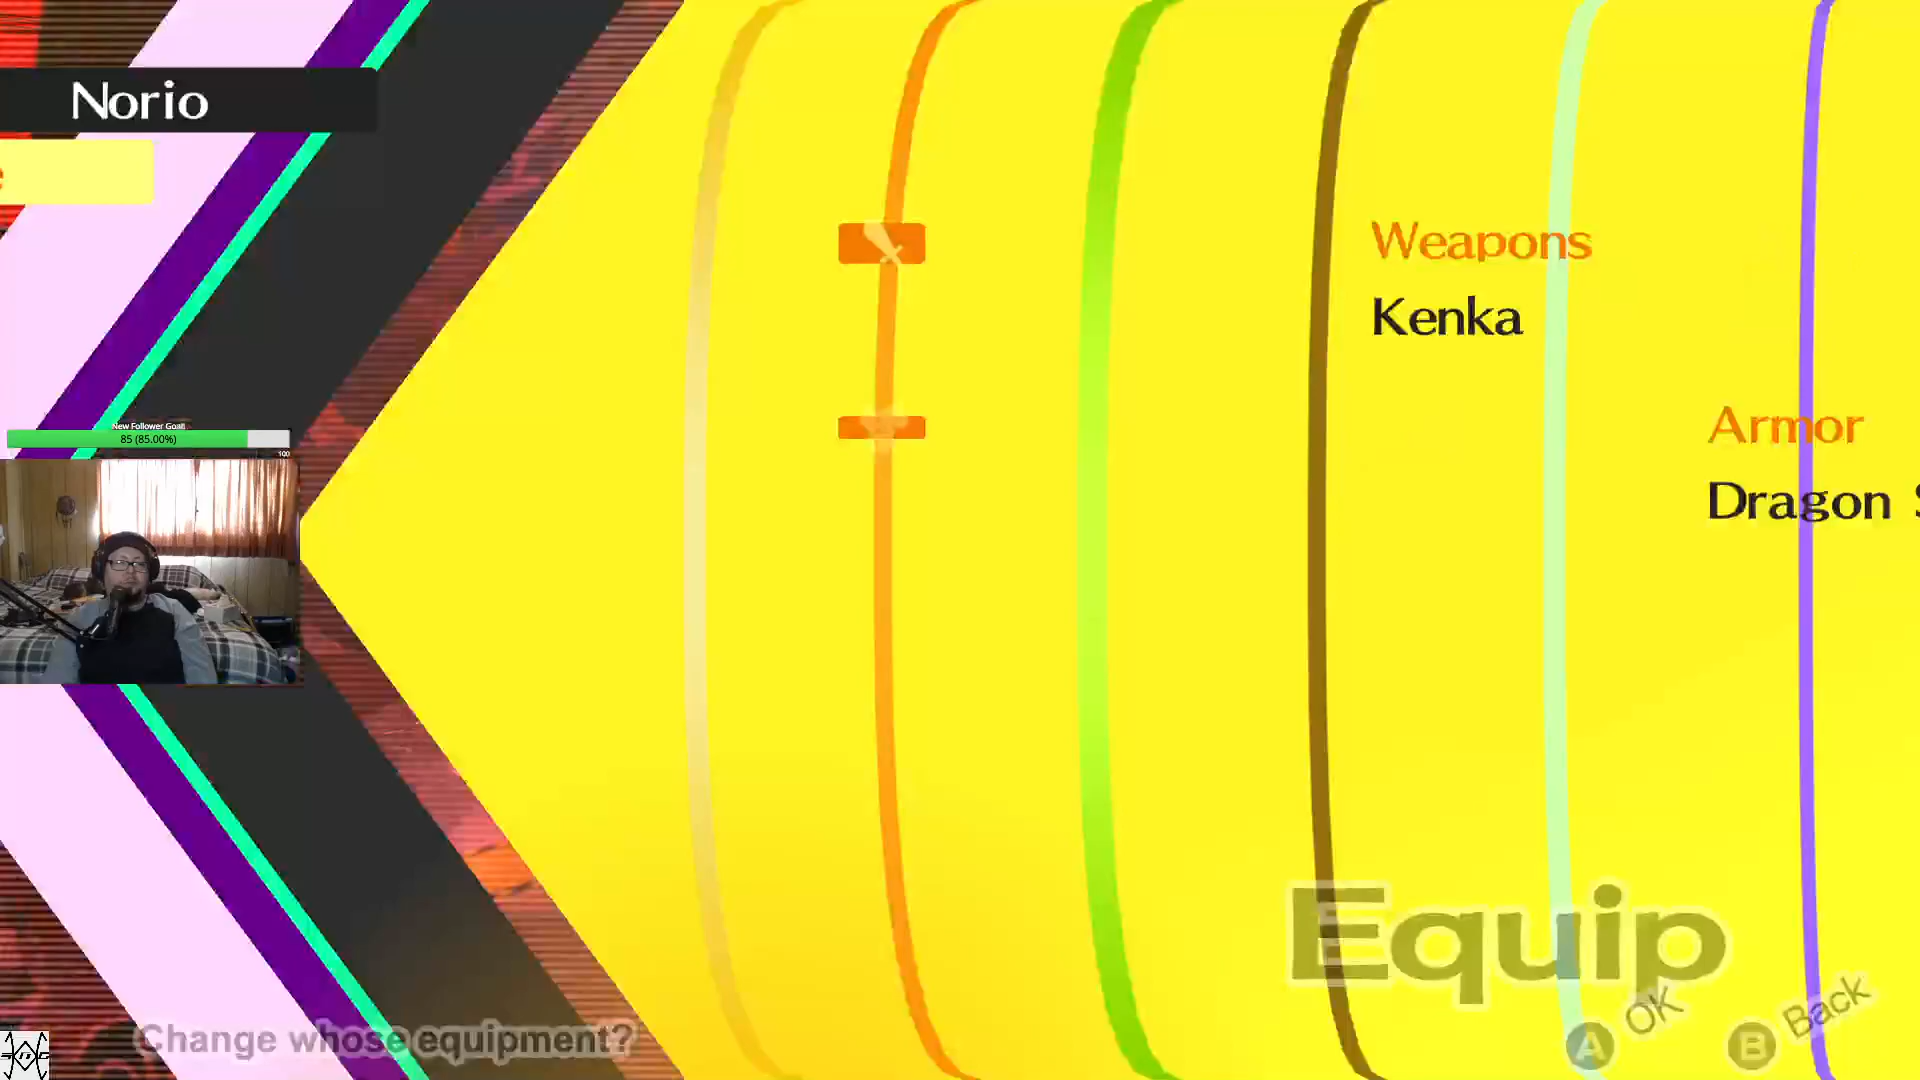 Norio
e
Weapons
Kenka
Armor
Dragon S
New Follower Goal!
85 (85.00%)
100
Equip
Change whose equipment?
A OK
B Back